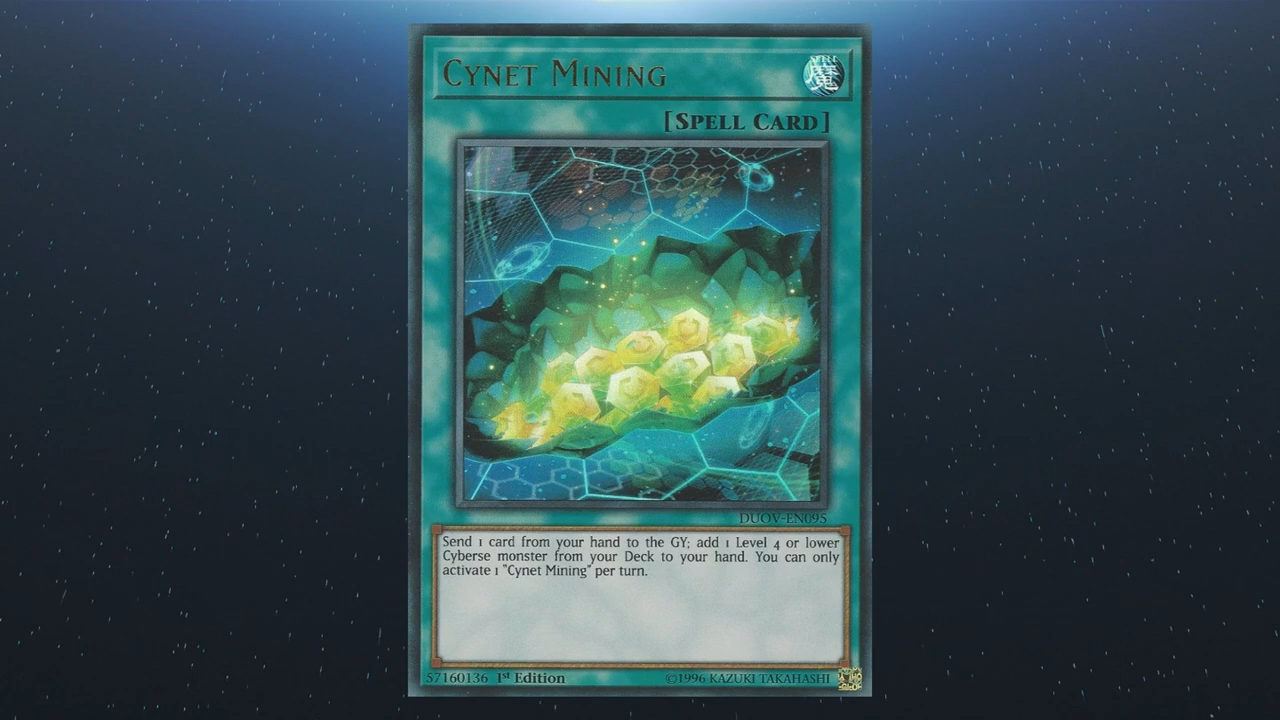 CYNET MINING
魔
[SPELL CARD]
DUOV-EN095
Send 1 card from your hand to the GY; add 1 Level 4 or lower
Cyberse monster from your Deck to your hand. You can only
activate 1 "Cynet Mining" per turn.
57160136 1st Edition
©1996 KAZUKI TAKAHASHI